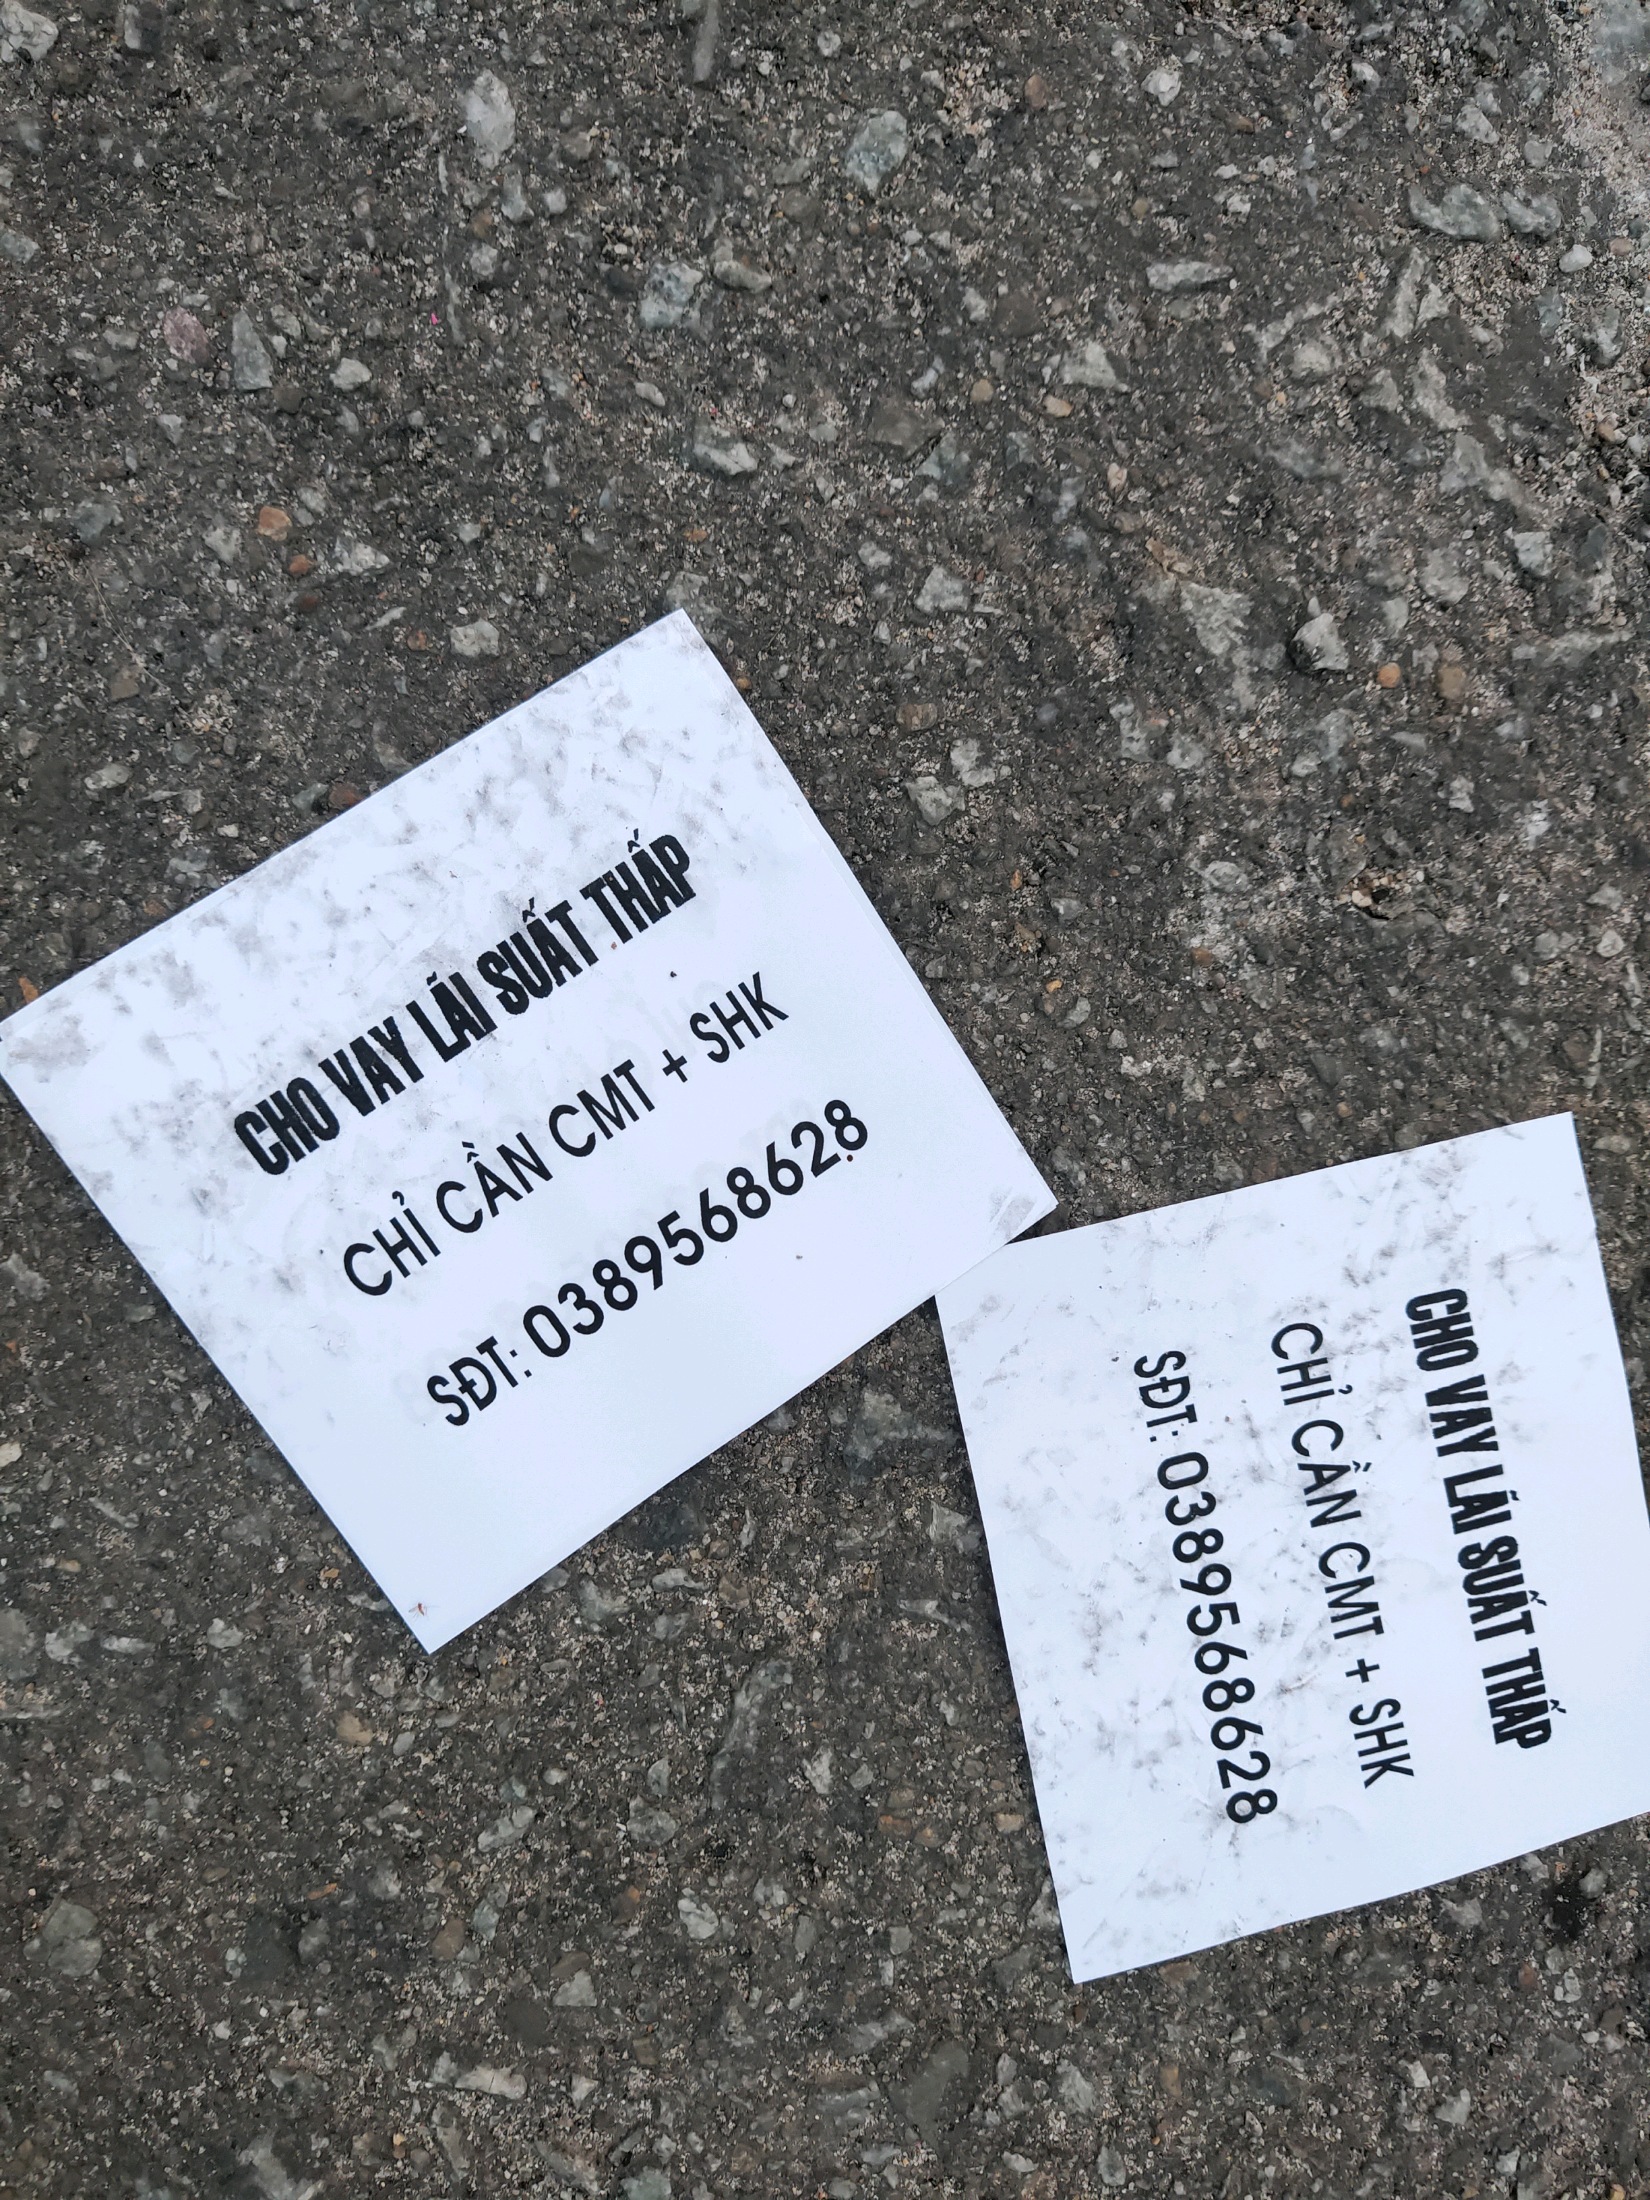 CHO VAY LÃI SUẤT THẤP
CHỈ CẦN CMT + SHK
SĐT: 0389568628
CHO VAY LÃI SUẤT THẤP
CHỈ CẦN CMT + SHK
SĐT: 0389568628